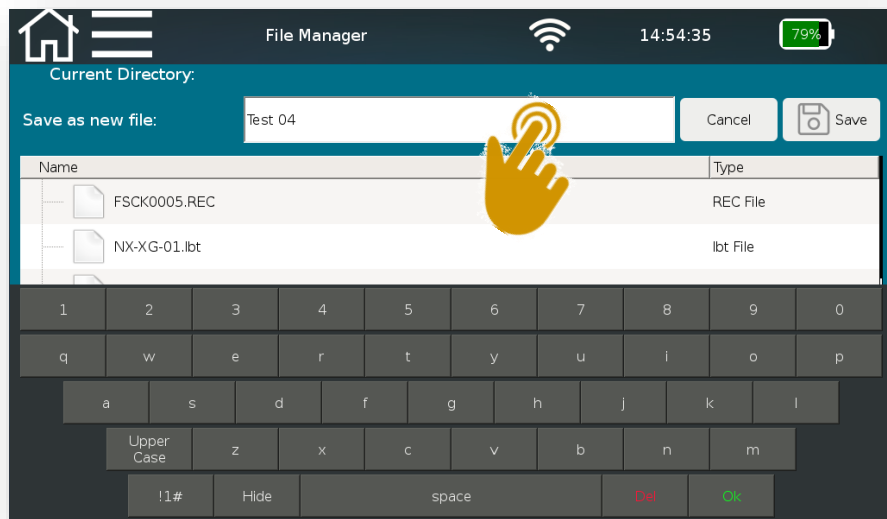 File Manager 14:54:35 79%
Current Directory:
Save as new file: Test 04 Cancel Save
Name Type
FSCK0005.REC REC File
NX-XG-01.lbt lbt File
1 2 3 4 5 6 7 8 9 0
q w e r t y u i o p
a s d f g h j k l
Upper Case z x c v b n m
!1# Hide space Del Ok